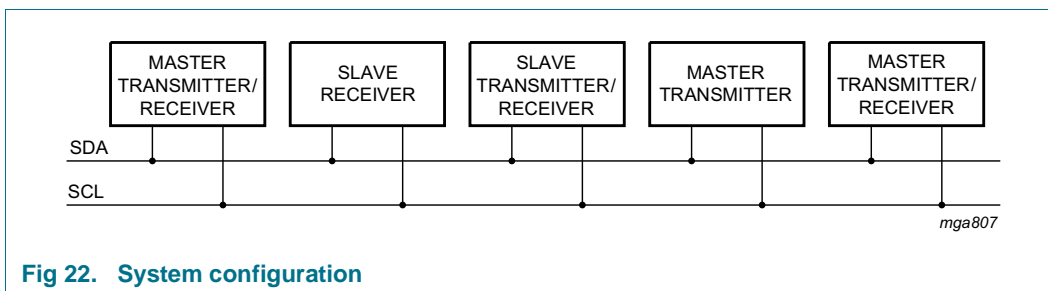 MASTER
TRANSMITTER/
RECEIVER
SLAVE
RECEIVER
SLAVE
TRANSMITTER/
RECEIVER
MASTER
TRANSMITTER
MASTER
TRANSMITTER/
RECEIVER
SDA
SCL
mga807
Fig 22. System configuration